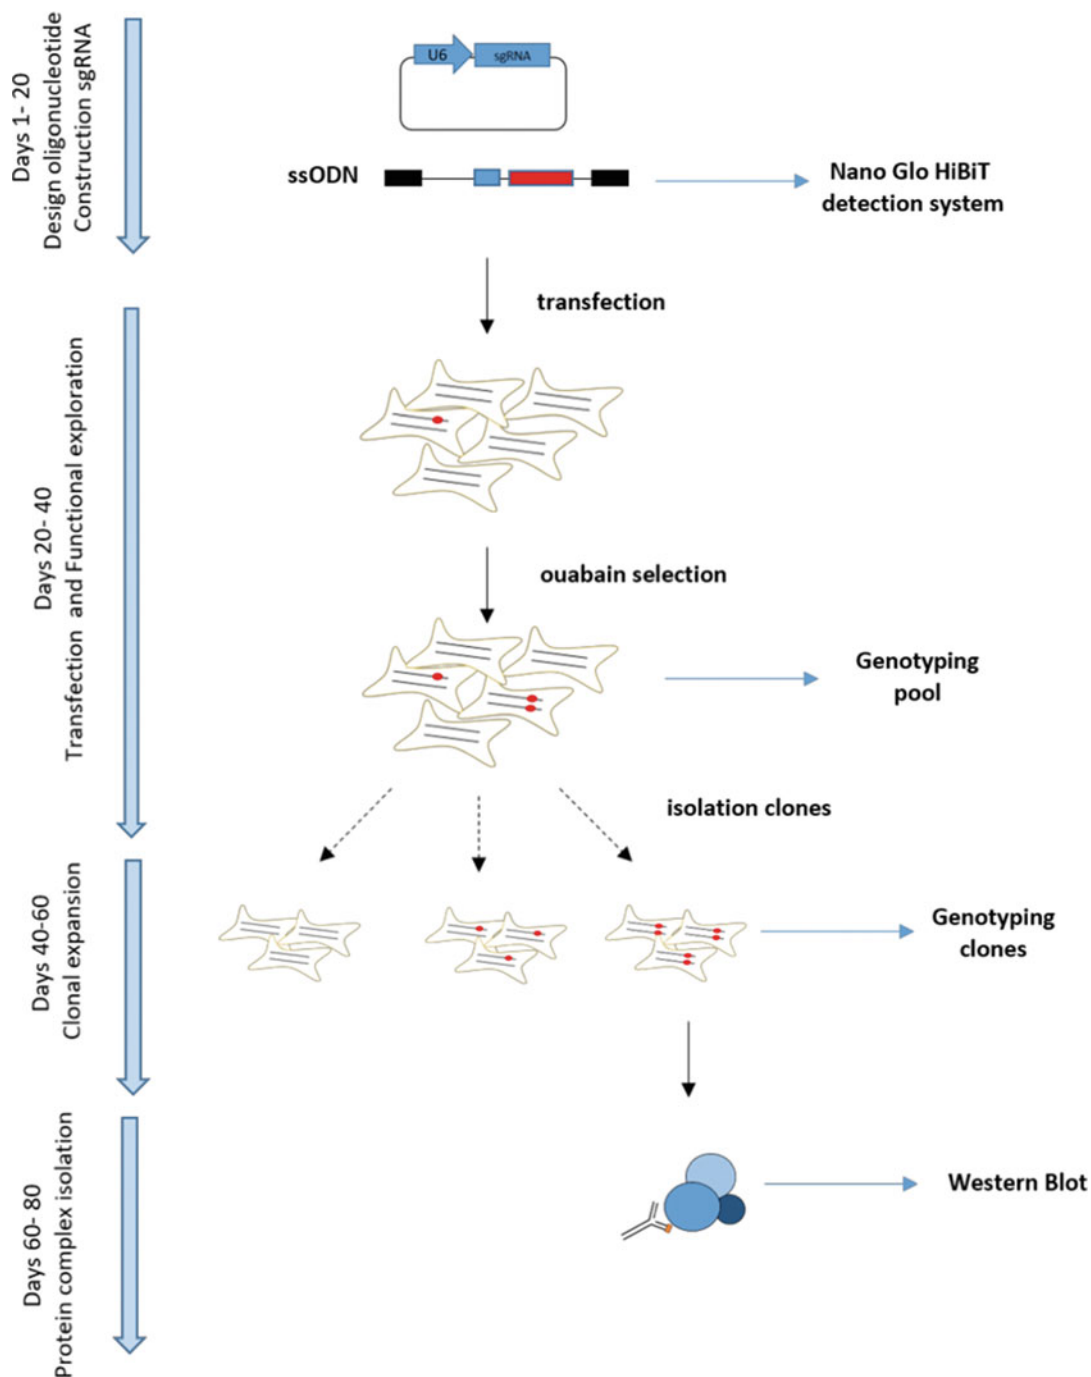 Days 1- 20
Design oligonucleotide
Construction sgRNA
U6
sgRNA
ssODN
Nano Glo HiBiT
detection system
transfection
Days 20- 40
Transfection and Functional exploration
ouabain selection
Genotyping
pool
isolation clones
Days 40-60
Clonal expansion
Genotyping
clones
Days 60- 80
Protein complex isolation
Western Blot